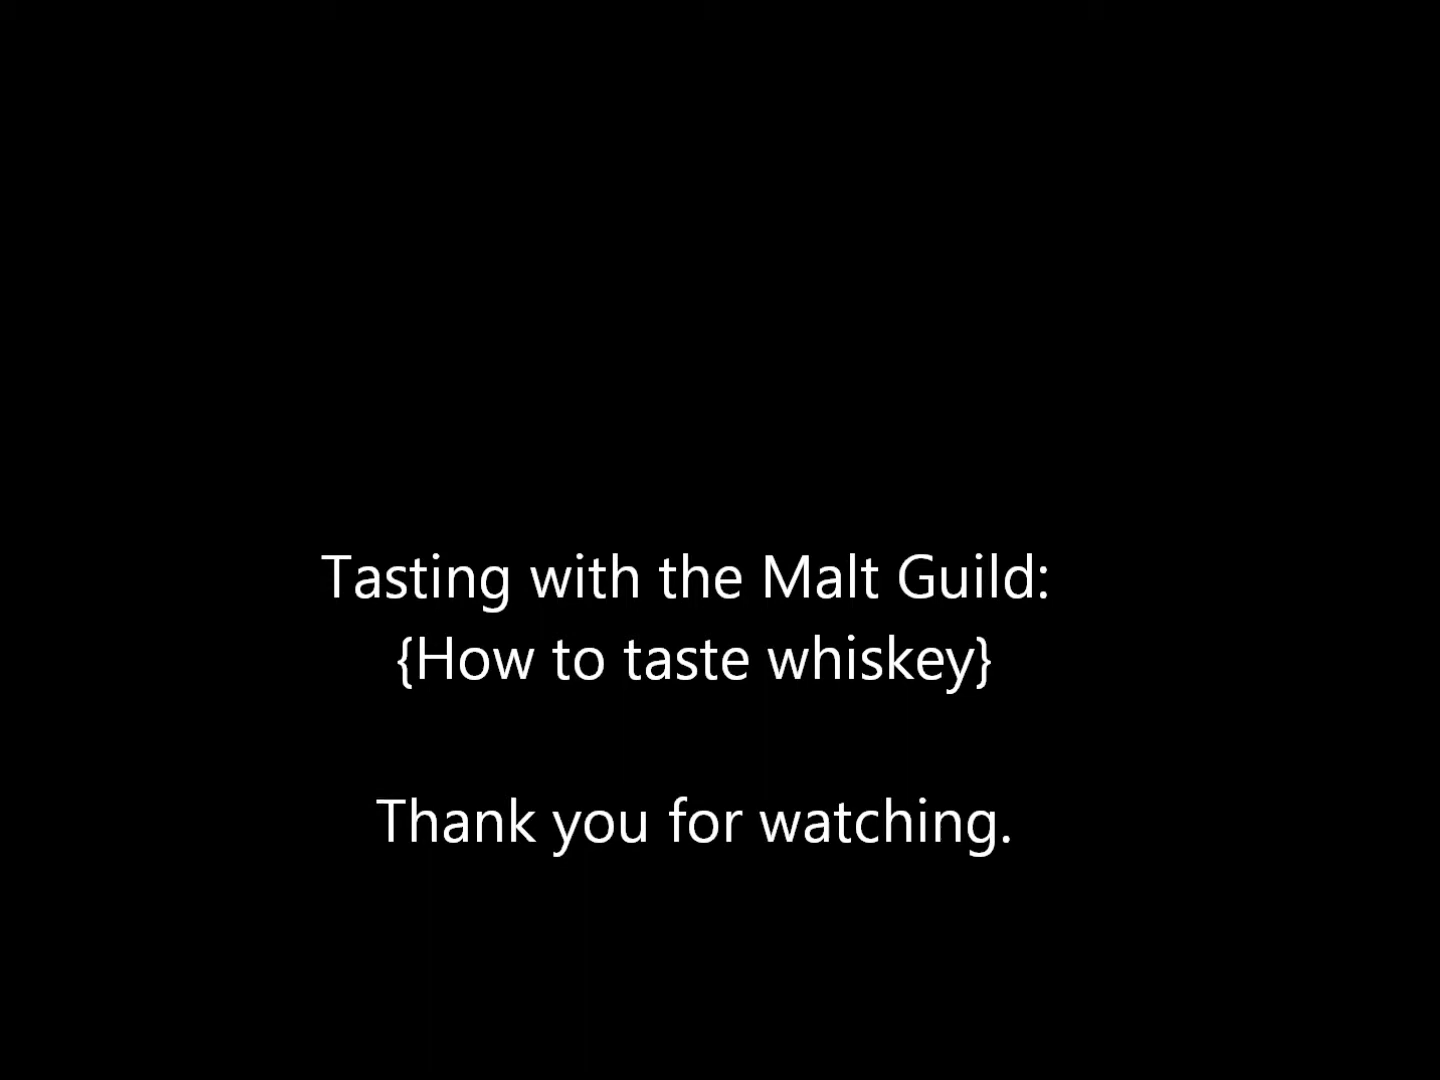 Tasting with the Malt Guild:
{How to taste whiskey}
Thank you for watching.